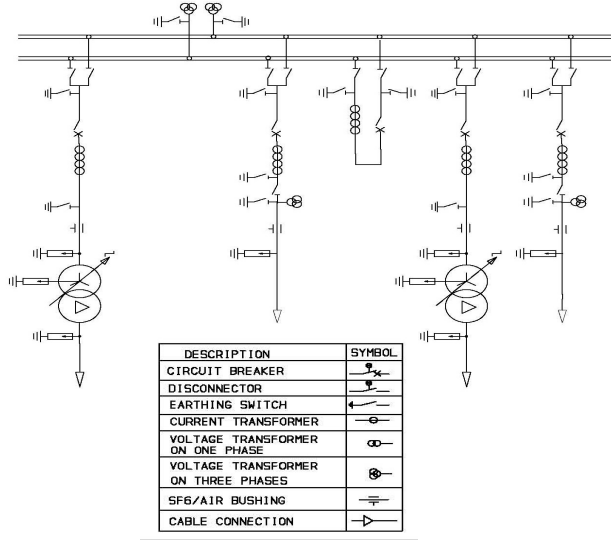 DESCRIPTION SYMBOL
CIRCUIT BREAKER
DISCONNECTOR
EARTHING SWITCH
CURRENT TRANSFORMER
VOLTAGE TRANSFORMER
ON ONE PHASE
VOLTAGE TRANSFORMER
ON THREE PHASES
SF6/AIR BUSHING
CABLE CONNECTION